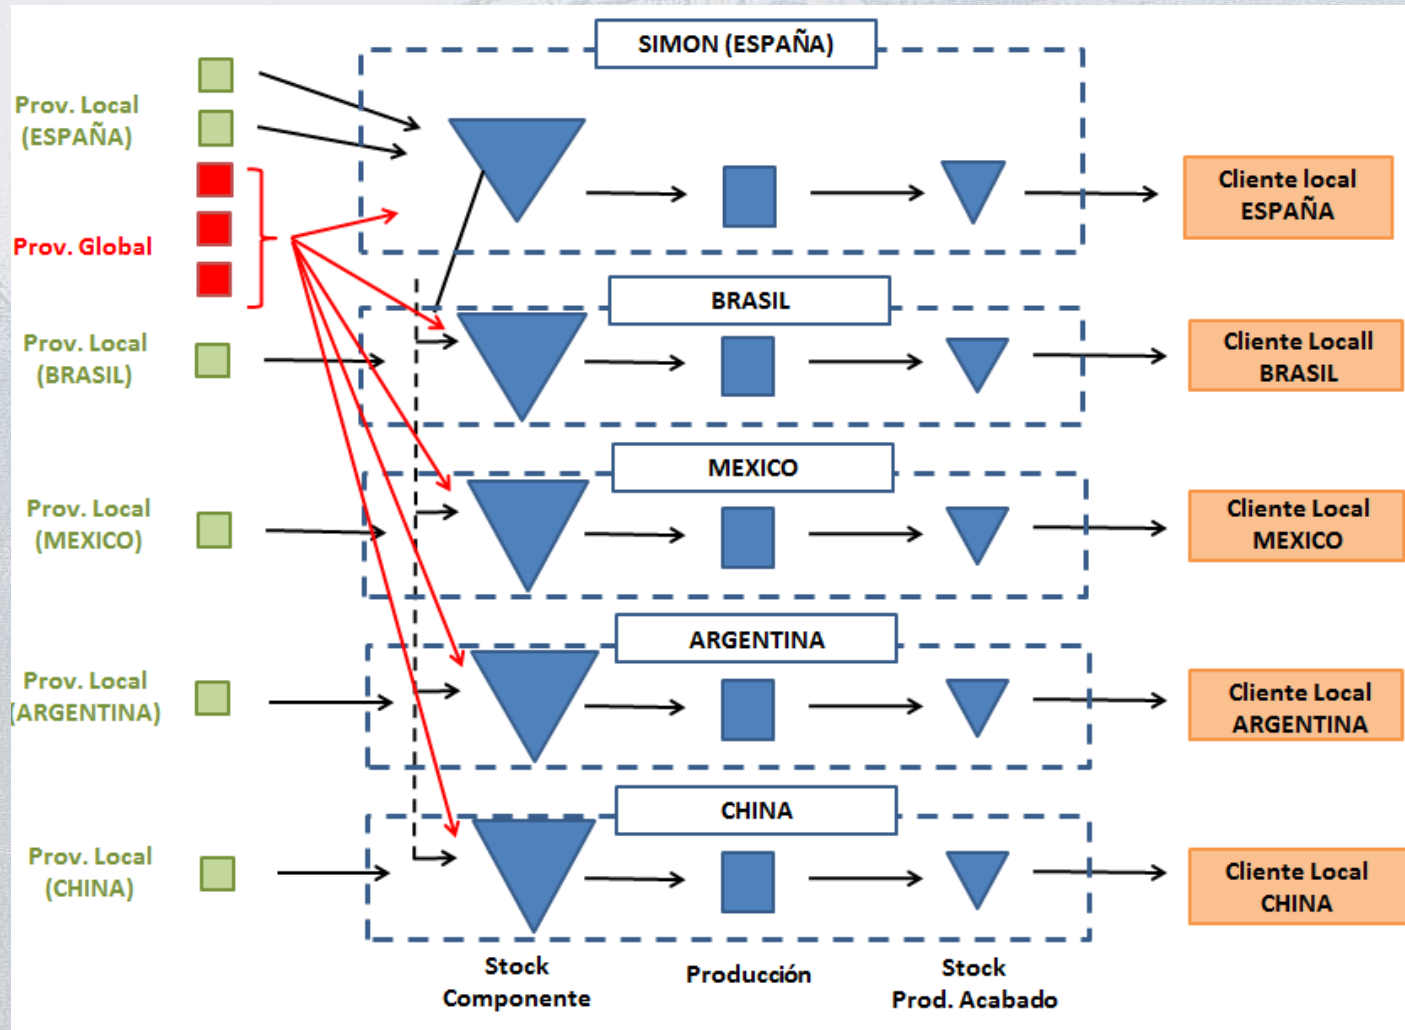 SIMON (ESPAÑA)
Prov. Local
(ESPAÑA)
Prov. Global
Cliente local
ESPAÑA
BRASIL
Prov. Local
(BRASIL)
Cliente Locall
BRASIL
MEXICO
Prov. Local
(MEXICO)
Cliente Local
MEXICO
ARGENTINA
Prov. Local
(ARGENTINA)
Cliente Local
ARGENTINA
CHINA
Prov. Local
(CHINA)
Cliente Local
CHINA
Stock
Componente
Producción
Stock
Prod. Acabado